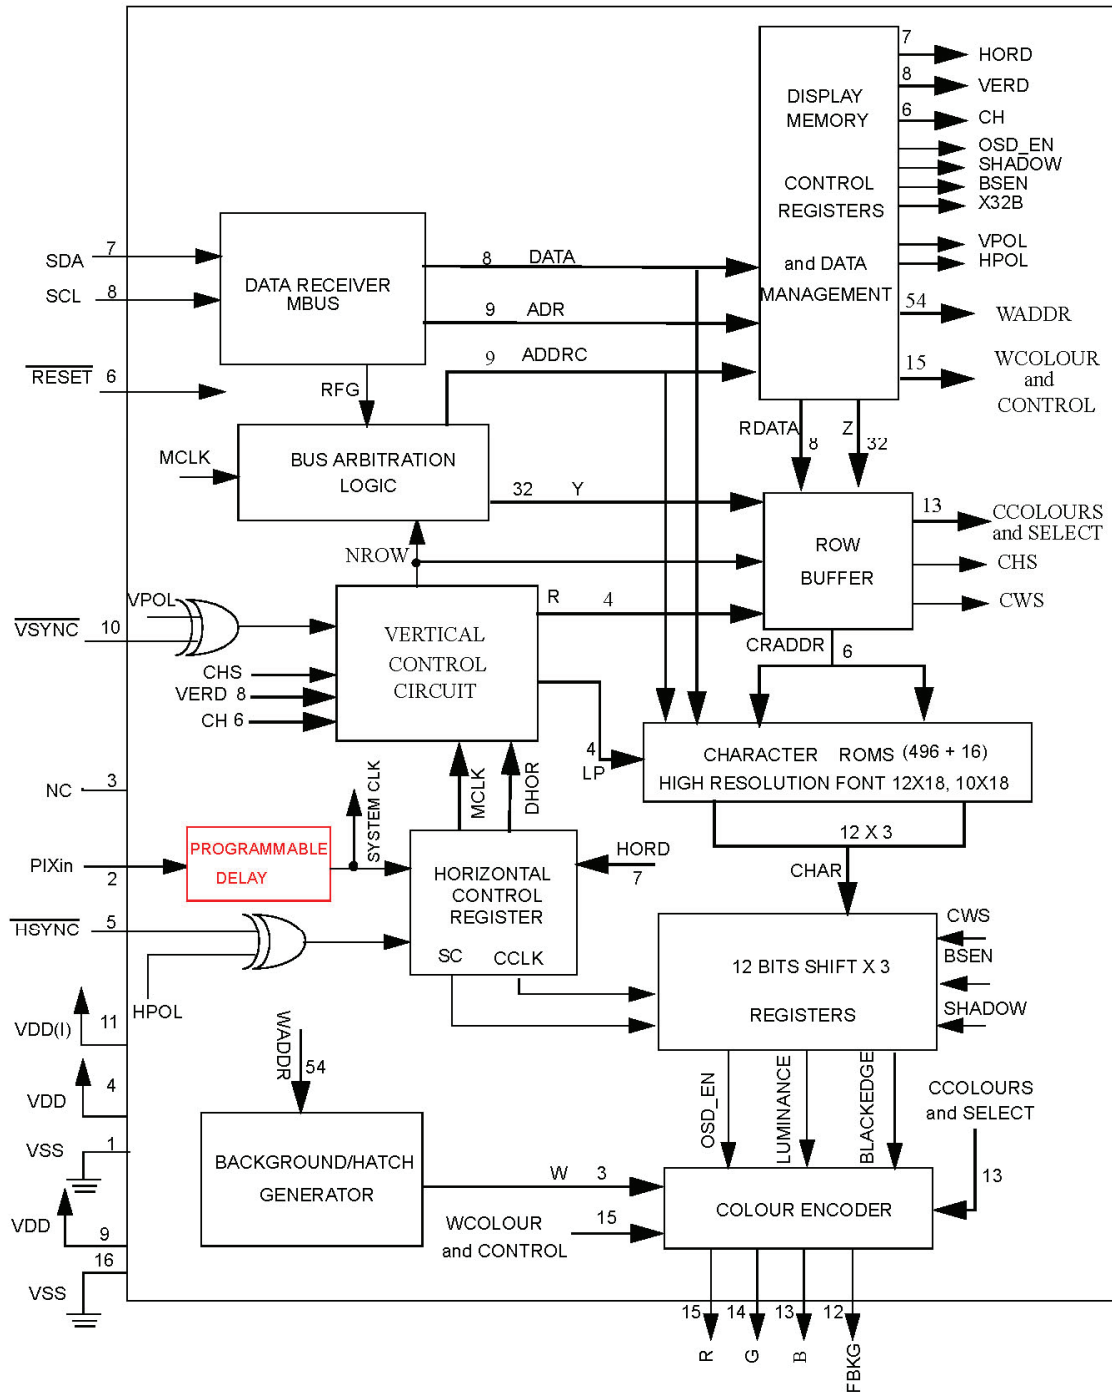 7
HORD
8
VERD
DISPLAY
MEMORY
6
CH
OSD_EN
SHADOW
BSEN
X32B
CONTROL
REGISTERS
VPOL
HPOL
and DATA
MANAGEMENT
54
WADDR
15
WCOLOUR
and
CONTROL
SDA
7
SCL
8
DATA RECEIVER
MBUS
8 DATA
9 ADR
9 ADDRC
RESET
6
RFG
RDATA
8
Z
32
MCLK
BUS ARBITRATION
LOGIC
32 Y
13
CCOLOURS
and SELECT
ROW
BUFFER
CHS
CWS
NROW
R 4
VPOL
VSYNC
10
VERTICAL
CONTROL
CIRCUIT
CHS
VERD 8
CH 6
CRADDR
6
4
LP
CHARACTER ROMS (496 + 16)
HIGH RESOLUTION FONT 12X18, 10X18
NC
3
SYSTEM CLK
MCLK
DHOR
12 X 3
CHAR
PIXin
2
PROGRAMMABLE
DELAY
HORIZONTAL
CONTROL
REGISTER
SC
CCLK
HORD
7
HSYNC
5
HPOL
12 BITS SHIFT X 3
REGISTERS
CWS
BSEN
SHADOW
VDD(I)
11
VDD
4
VSS
1
VDD
9
16
VSS
WADDR
54
BACKGROUND/HATCH
GENERATOR
OSD_EN
LUMINANCE
BLACKEDGE
CCOLOURS
and SELECT
13
W 3
WCOLOUR
and CONTROL
15
COLOUR ENCODER
15
14
13
12
R
G
B
FBKG